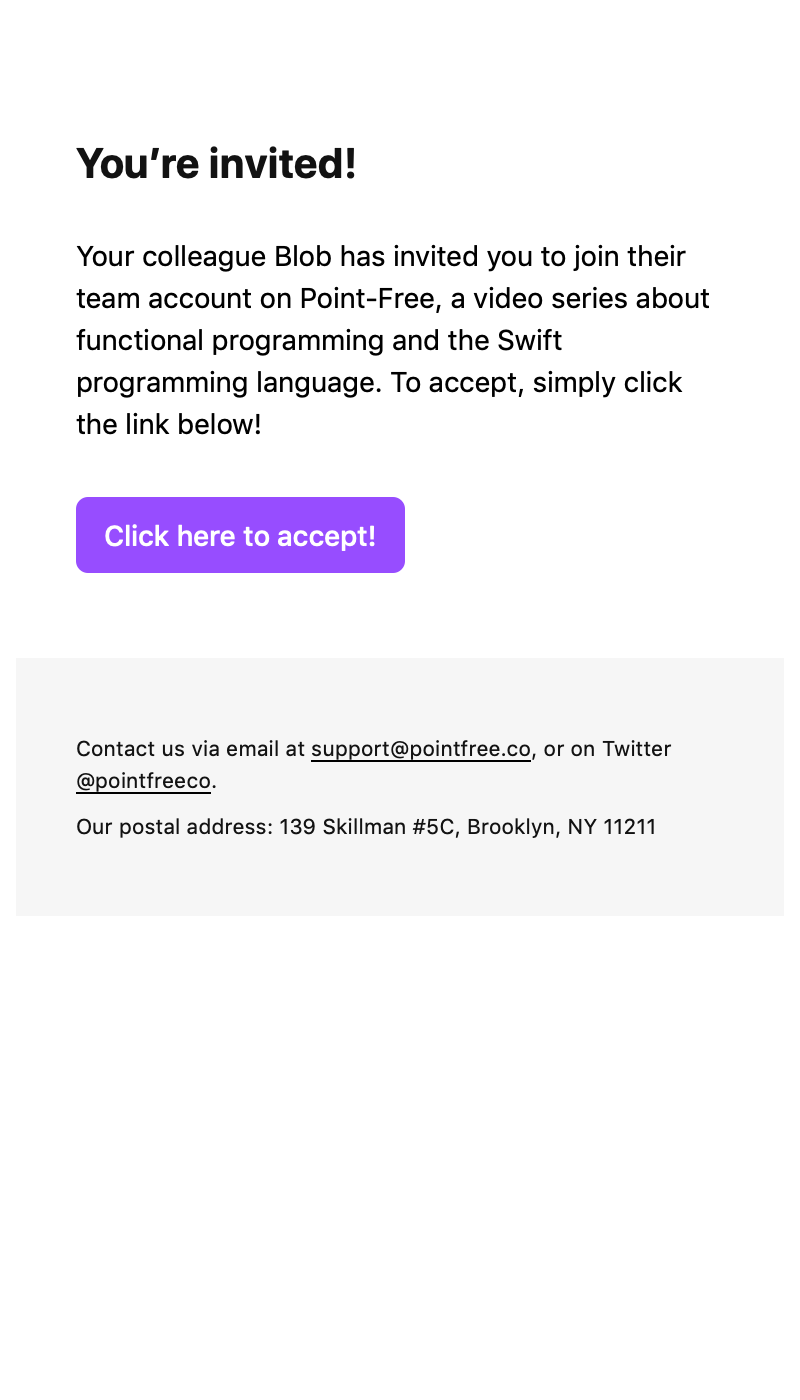 You’re invited!
Your colleague Blob has invited you to join their
team account on Point-Free, a video series about
functional programming and the Swift
programming language. To accept, simply click
the link below!
Click here to accept!
Contact us via email at support@pointfree.co, or on Twitter
@pointfreeco.
Our postal address: 139 Skillman #5C, Brooklyn, NY 11211